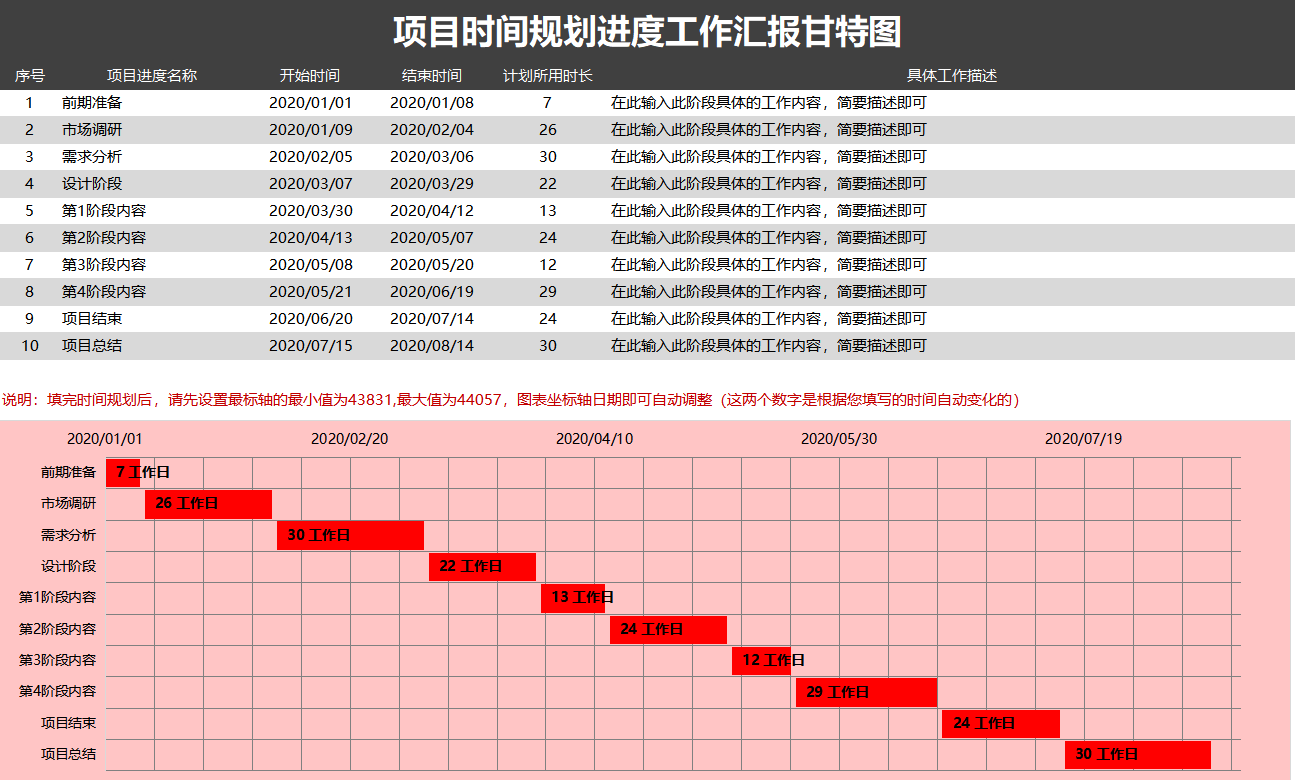 项目时间规划进度工作汇报甘特图
序号 项目进度名称 开始时间 结束时间 计划所用时长 具体工作描述
1 前期准备 2020/01/01 2020/01/08 7 在此输入此阶段具体的工作内容，简要描述即可
2 市场调研 2020/01/09 2020/02/04 26 在此输入此阶段具体的工作内容，简要描述即可
3 需求分析 2020/02/05 2020/03/06 30 在此输入此阶段具体的工作内容，简要描述即可
4 设计阶段 2020/03/07 2020/03/29 22 在此输入此阶段具体的工作内容，简要描述即可
5 第1阶段内容 2020/03/30 2020/04/12 13 在此输入此阶段具体的工作内容，简要描述即可
6 第2阶段内容 2020/04/13 2020/05/07 24 在此输入此阶段具体的工作内容，简要描述即可
7 第3阶段内容 2020/05/08 2020/05/20 12 在此输入此阶段具体的工作内容，简要描述即可
8 第4阶段内容 2020/05/21 2020/06/19 29 在此输入此阶段具体的工作内容，简要描述即可
9 项目结束 2020/06/20 2020/07/14 24 在此输入此阶段具体的工作内容，简要描述即可
10 项目总结 2020/07/15 2020/08/14 30 在此输入此阶段具体的工作内容，简要描述即可
说明：填完时间规划后，请先设置最标轴的最小值为43831,最大值为44057，图表坐标轴日期即可自动调整（这两个数字是根据您填写的时间自动变化的）
2020/01/01 2020/02/20 2020/04/10 2020/05/30 2020/07/19
前期准备 7 工作日
市场调研 26 工作日
需求分析 30 工作日
设计阶段 22 工作日
第1阶段内容 13 工作日
第2阶段内容 24 工作日
第3阶段内容 12 工作日
第4阶段内容 29 工作日
项目结束 24 工作日
项目总结 30 工作日